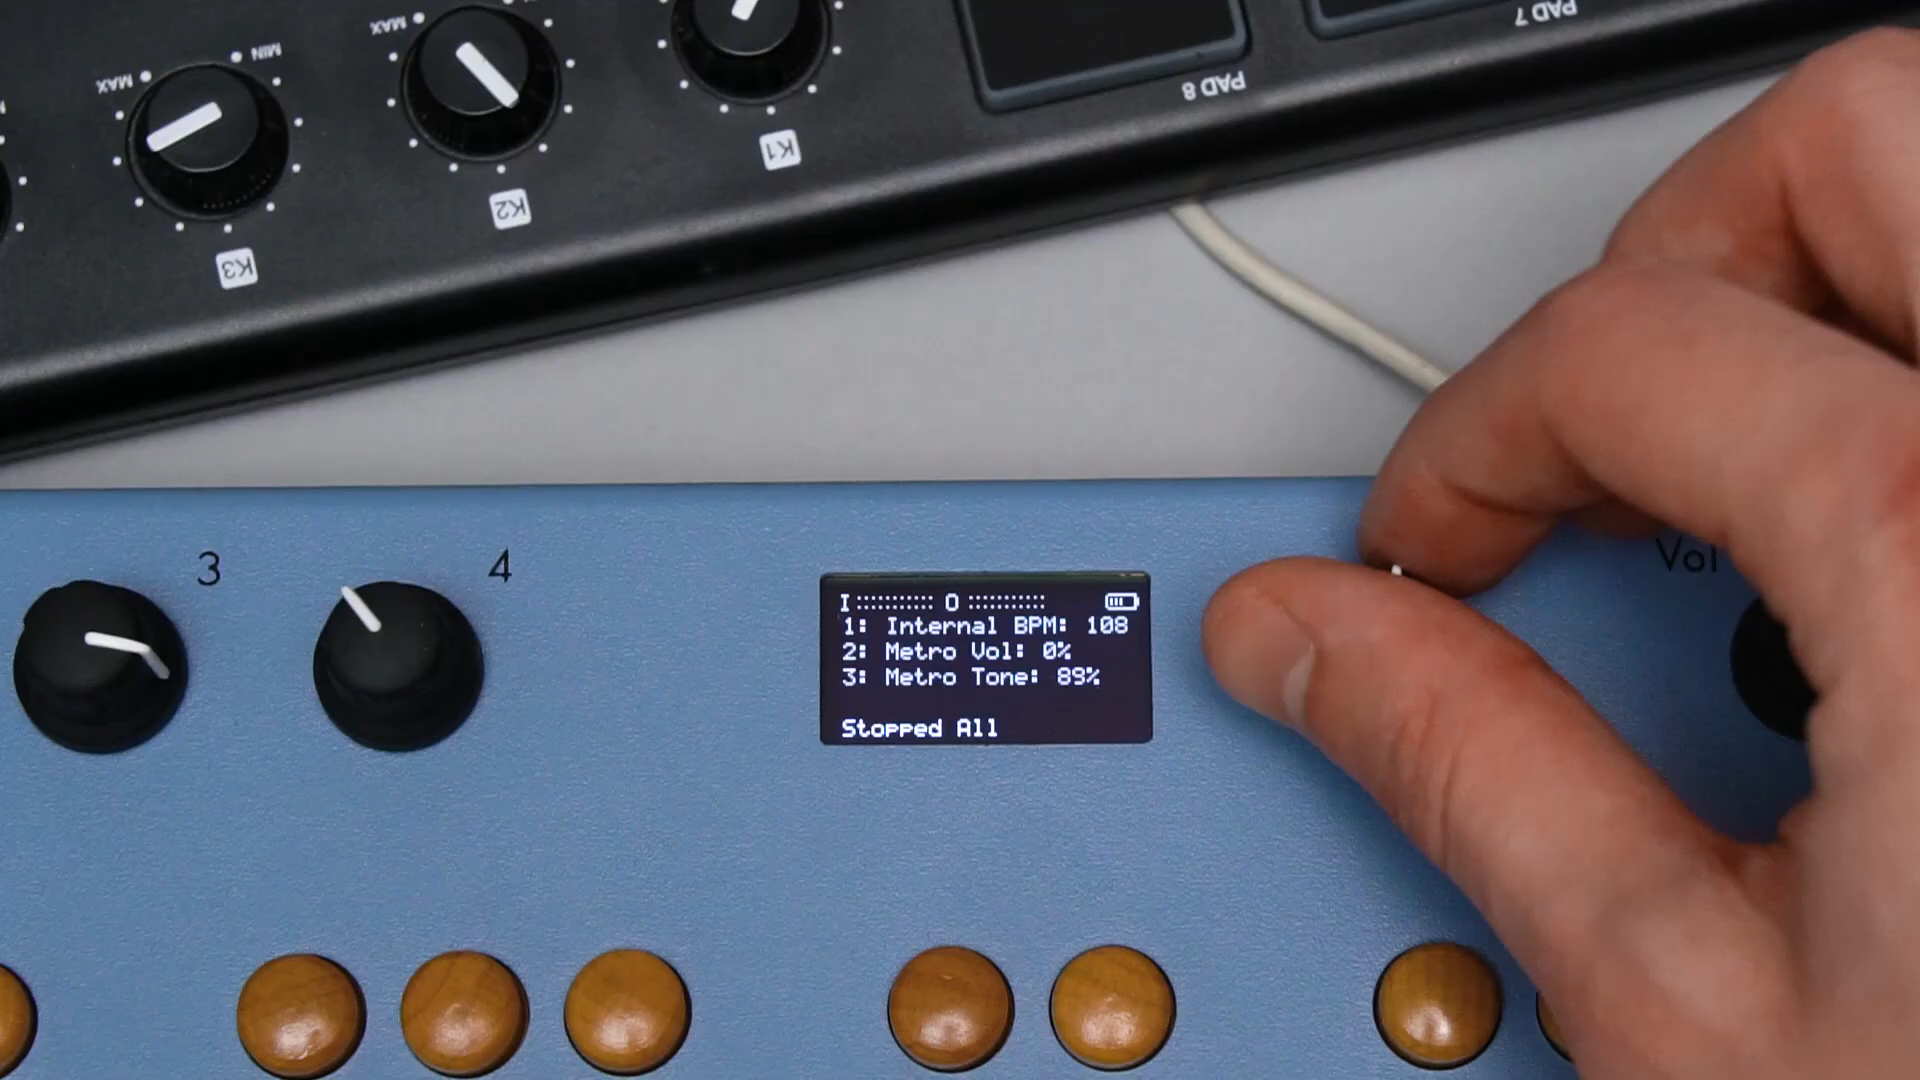 MAX
MIN
MAX
K3
K2
K1
PAD 8
PAD 7
3
4
Vol
I :::::::::: O ::::::::::
1: Internal BPM: 108
2: Metro Vol: 0%
3: Metro Tone: 89%
Stopped All